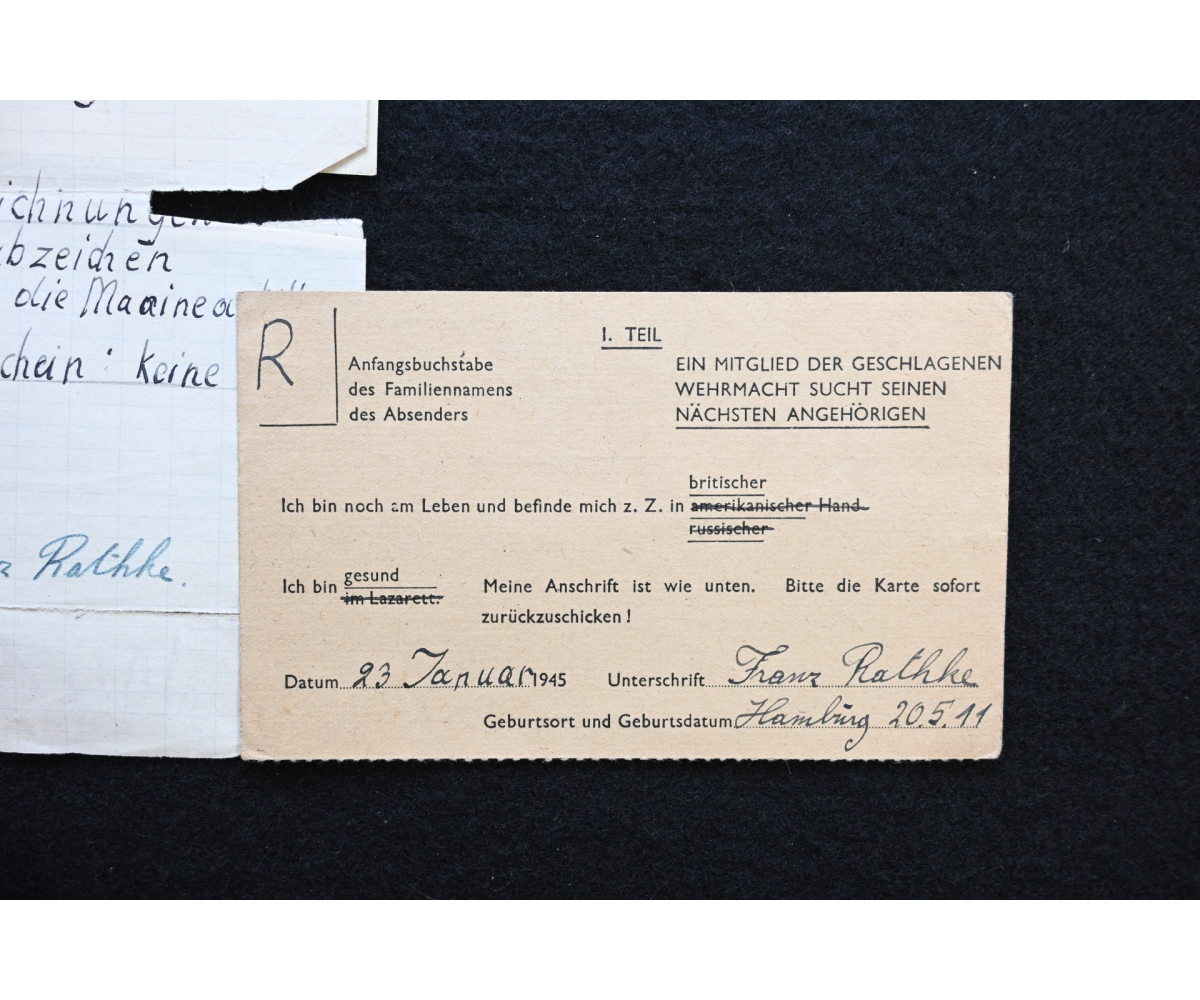 ichnungen
abzeichen
die Maainea
chein : keine
z Rathke.
R
I. TEIL
Anfangsbuchstabe
des Familiennamens
des Absenders
EIN MITGLIED DER GESCHLAGENEN
WEHRMACHT SUCHT SEINEN
NÄCHSTEN ANGEHÖRIGEN
britischer
Ich bin noch am Leben und befinde mich z. Z. in amerikanischer Hand.
russischer
gesund
Ich bin im Lazarett. Meine Anschrift ist wie unten. Bitte die Karte sofort
zurückzuschicken!
Datum 23 Januar 1945 Unterschrift Franz Rathke
Geburtsort und Geburtsdatum Hamburg 20.5.11